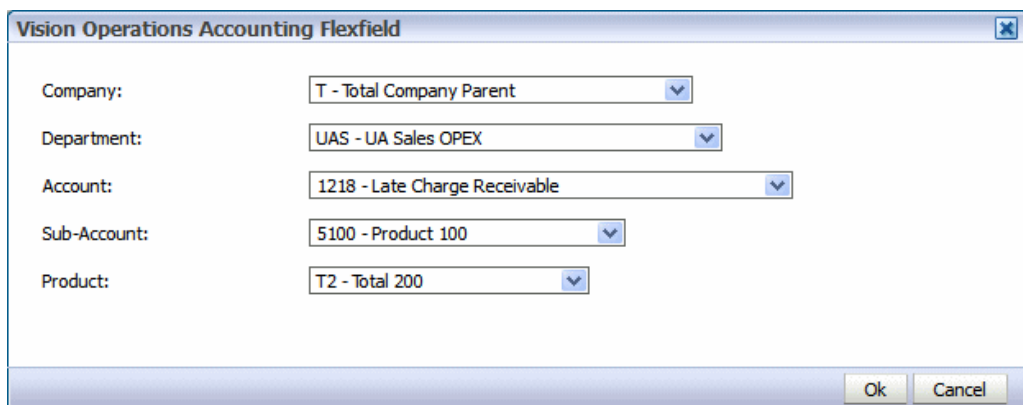 Vision Operations Accounting Flexfield
Company: T - Total Company Parent
Department: UAS - UA Sales OPEX
Account: 1218 - Late Charge Receivable
Sub-Account: 5100 - Product 100
Product: T2 - Total 200
Ok Cancel